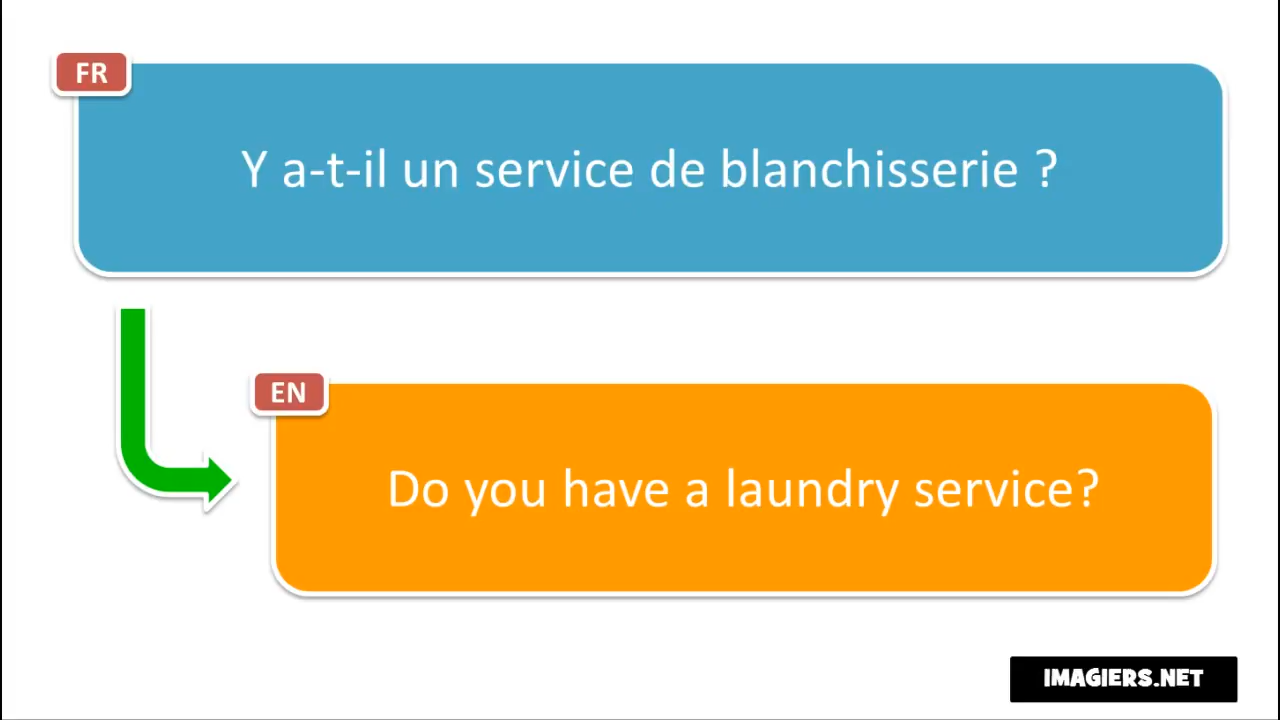 FR
Y a-t-il un service de blanchisserie ?
EN
Do you have a laundry service?
IMAGIERS.NET